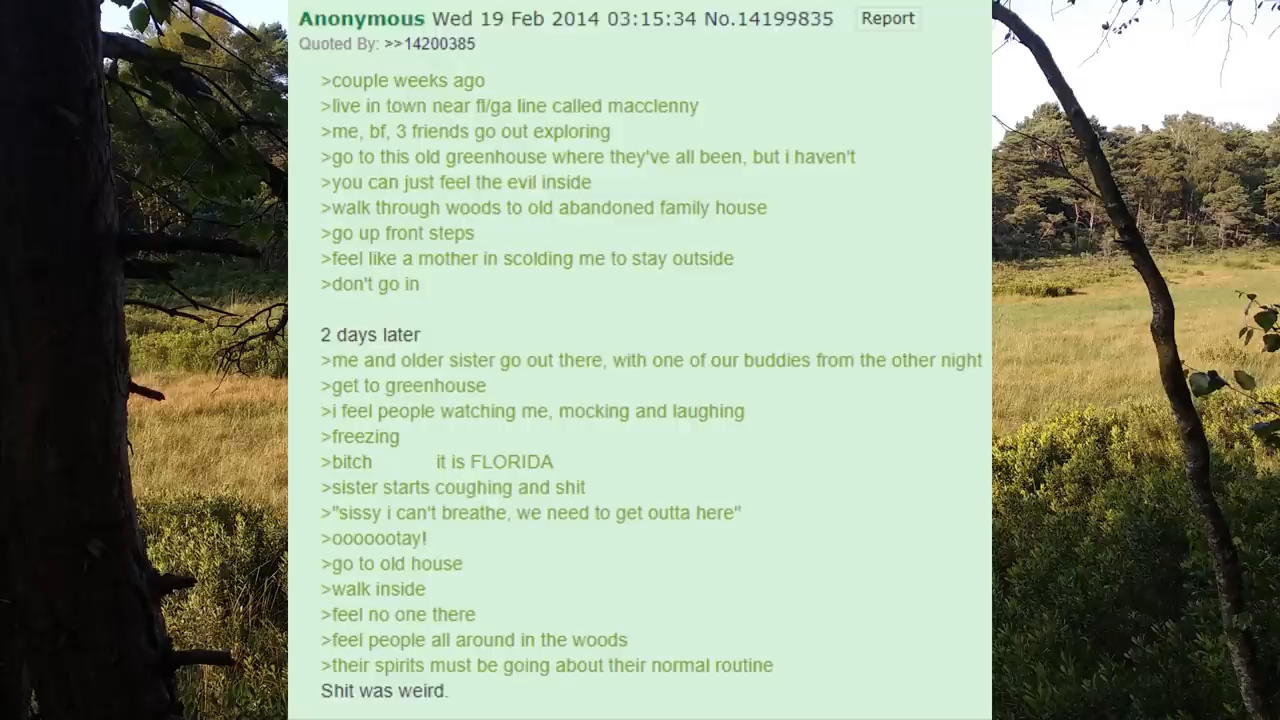 Anonymous Wed 19 Feb 2014 03:15:34 No.14199835 Report
Quoted By: >>14200385
>couple weeks ago
>live in town near fl/ga line called macclenny
>me, bf, 3 friends go out exploring
>go to this old greenhouse where they've all been, but i haven't
>you can just feel the evil inside
>walk through woods to old abandoned family house
>go up front steps
>feel like a mother in scolding me to stay outside
>don't go in
2 days later
>me and older sister go out there, with one of our buddies from the other night
>get to greenhouse
>i feel people watching me, mocking and laughing
>freezing
>bitch it is FLORIDA
>sister starts coughing and shit
>"sissy i can't breathe, we need to get outta here"
>ooooootay!
>go to old house
>walk inside
>feel no one there
>feel people all around in the woods
>their spirits must be going about their normal routine
Shit was weird.